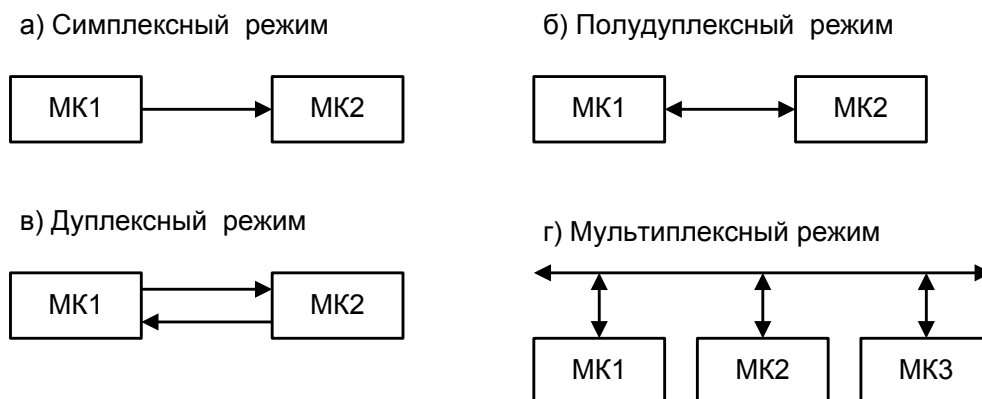 а) Симплексный режим
МК1
МК2
б) Полудуплексный режим
МК1
МК2
в) Дуплексный режим
МК1
МК2
г) Мультиплексный режим
МК1
МК2
МК3